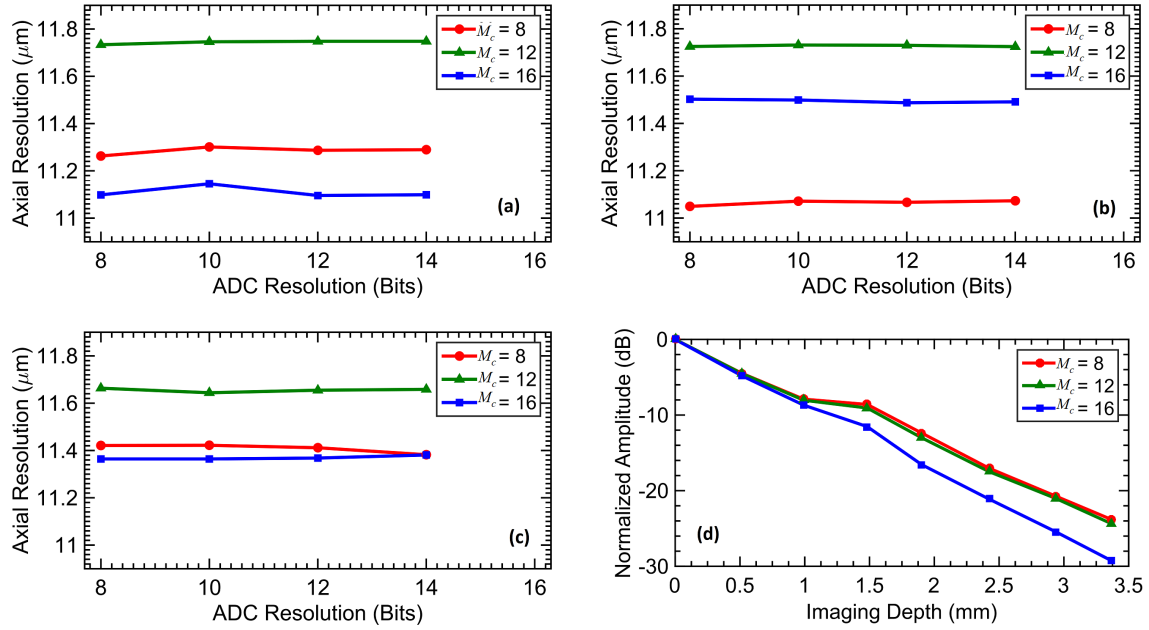 11.8
11.6
11.4
11.2
11
Axial Resolution (μm)
M_c = 8
M_c = 12
M_c = 16
(a)
8 10 12 14 16
ADC Resolution (Bits)
11.8
11.6
11.4
11.2
11
Axial Resolution (μm)
M_c = 8
M_c = 12
M_c = 16
(b)
8 10 12 14 16
ADC Resolution (Bits)
11.8
11.6
11.4
11.2
11
Axial Resolution (μm)
M_c = 8
M_c = 12
M_c = 16
(c)
8 10 12 14 16
ADC Resolution (Bits)
0
-10
-20
-30
Normalized Amplitude (dB)
M_c = 8
M_c = 12
M_c = 16
(d)
0 0.5 1 1.5 2 2.5 3 3.5
Imaging Depth (mm)